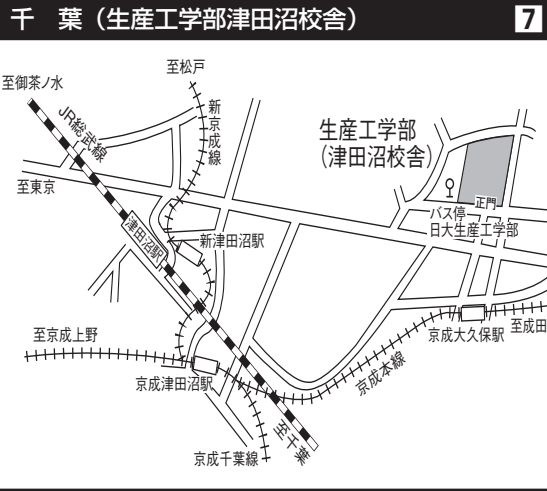 千 葉（生産工学部津田沼校舎）
7
至松戸
至御茶ノ水
JR総武線
新京成線
生産工学部
（津田沼校舎）
至東京
正門
バス停
日大生産工学部
津田沼駅
新津田沼駅
至京成上野
京成大久保駅
至成田
京成津田沼駅
京成本線
京成千葉線
至千葉